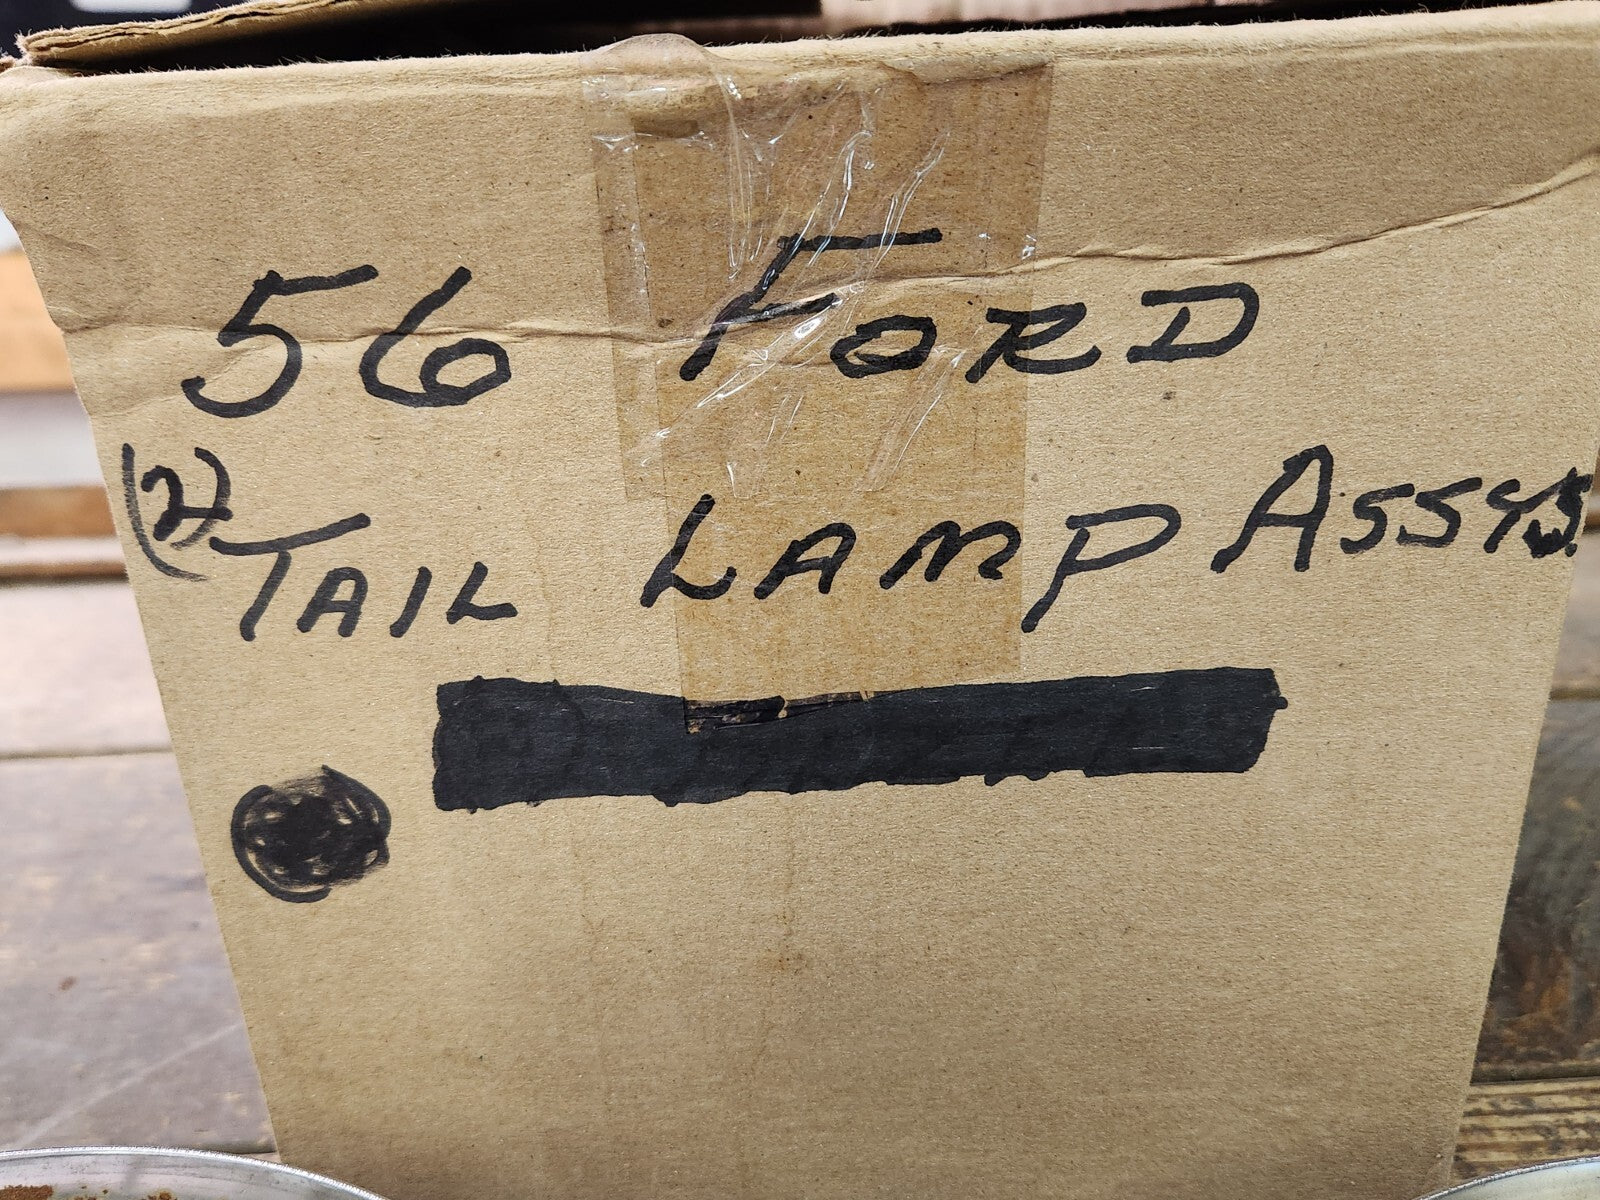 56 FORD
(2) TAIL LAMP ASSYS.